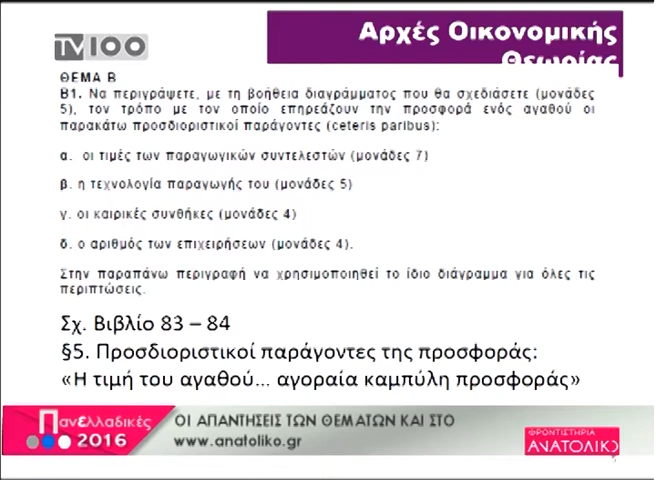 TV100
Αρχές Οικονομικής
Θεωρίας
ΘΕΜΑ Β
Β1. Να περιγράψετε, με τη βοήθεια διαγράμματος που θα σχεδιάσετε (μονάδες
5), τον τρόπο με τον οποίο επηρεάζουν την προσφορά ενός αγαθού οι
παρακάτω προσδιοριστικοί παράγοντες (ceteris paribus):
α. οι τιμές των παραγωγικών συντελεστών (μονάδες 7)
β. η τεχνολογία παραγωγής του (μονάδες 5)
γ. οι καιρικές συνθήκες (μονάδες 4)
δ. ο αριθμός των επιχειρήσεων (μονάδες 4).
Στην παραπάνω περιγραφή να χρησιμοποιηθεί το ίδιο διάγραμμα για όλες τις
περιπτώσεις.
Σχ. Βιβλίο 83 – 84
§5. Προσδιοριστικοί παράγοντες της προσφοράς:
«Η τιμή του αγαθού... αγοραία καμπύλη προσφοράς»
Πανελλαδικές
2016
ΟΙ ΑΠΑΝΤΗΣΕΙΣ ΤΩΝ ΘΕΜΑΤΩΝ ΚΑΙ ΣΤΟ
www.anatoliko.gr
ΦΡΟΝΤΙΣΤΗΡΙΑ
ΑΝΑΤΟΛΙΚΟ